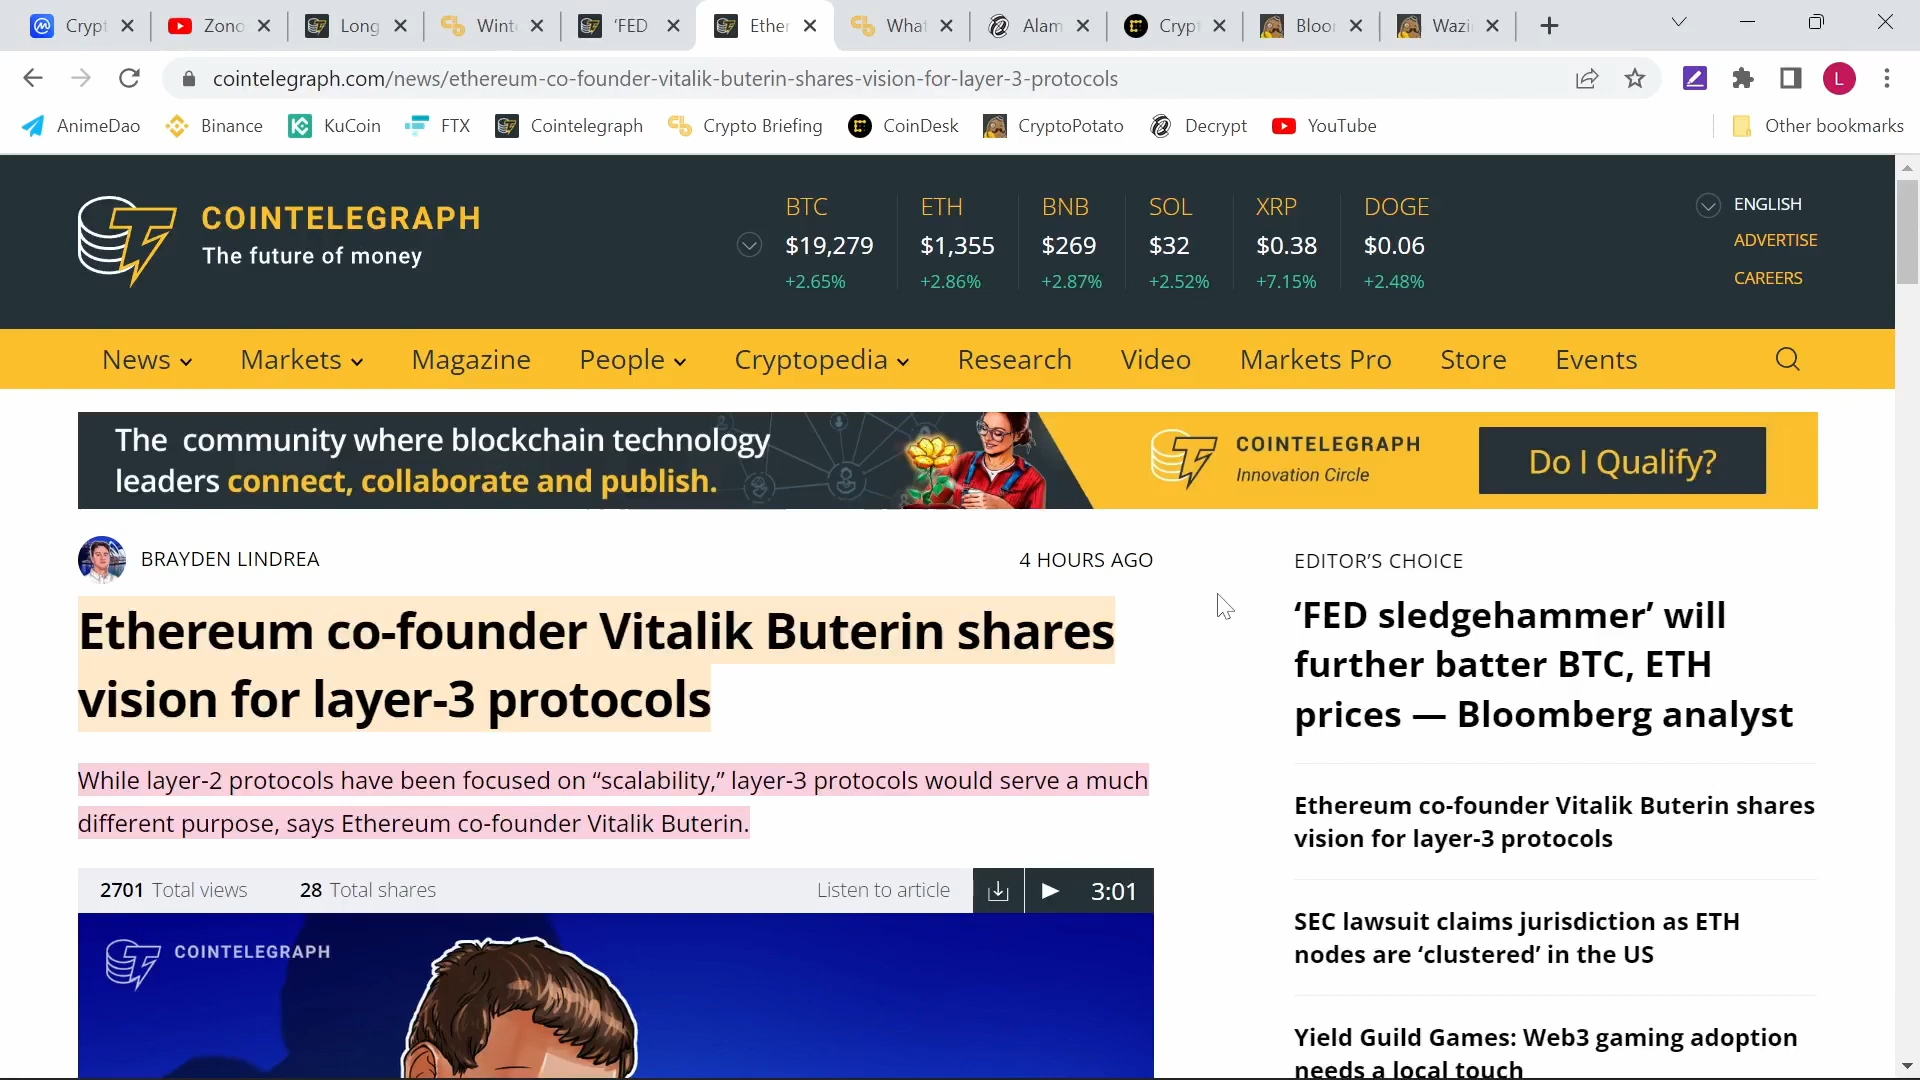 Crypt
Zono
Long
Wint
'FED
Ether
What
Alam
Cryp
Bloo
Wazi
cointelegraph.com/news/ethereum-co-founder-vitalik-buterin-shares-vision-for-layer-3-protocols
L
AnimeDao
Binance
KuCoin
FTX
Cointelegraph
Crypto Briefing
CoinDesk
CryptoPotato
Decrypt
YouTube
Other bookmarks
COINTELEGRAPH
The future of money
BTC
$19,279
+2.65%
ETH
$1,355
+2.86%
BNB
$269
+2.87%
SOL
$32
+2.52%
XRP
$0.38
+7.15%
DOGE
$0.06
+2.48%
ENGLISH
ADVERTISE
CAREERS
News
Markets
Magazine
People
Cryptopedia
Research
Video
Markets Pro
Store
Events
The community where blockchain technology
leaders connect, collaborate and publish.
COINTELEGRAPH
Innovation Circle
Do I Qualify?
BRAYDEN LINDREA
4 HOURS AGO
Ethereum co-founder Vitalik Buterin shares
vision for layer-3 protocols
While layer-2 protocols have been focused on “scalability,” layer-3 protocols would serve a much
different purpose, says Ethereum co-founder Vitalik Buterin.
2701 Total views
28 Total shares
Listen to article
3:01
COINTELEGRAPH
EDITOR’S CHOICE
‘FED sledgehammer’ will
further batter BTC, ETH
prices — Bloomberg analyst
Ethereum co-founder Vitalik Buterin shares
vision for layer-3 protocols
SEC lawsuit claims jurisdiction as ETH
nodes are ‘clustered’ in the US
Yield Guild Games: Web3 gaming adoption
needs a local touch